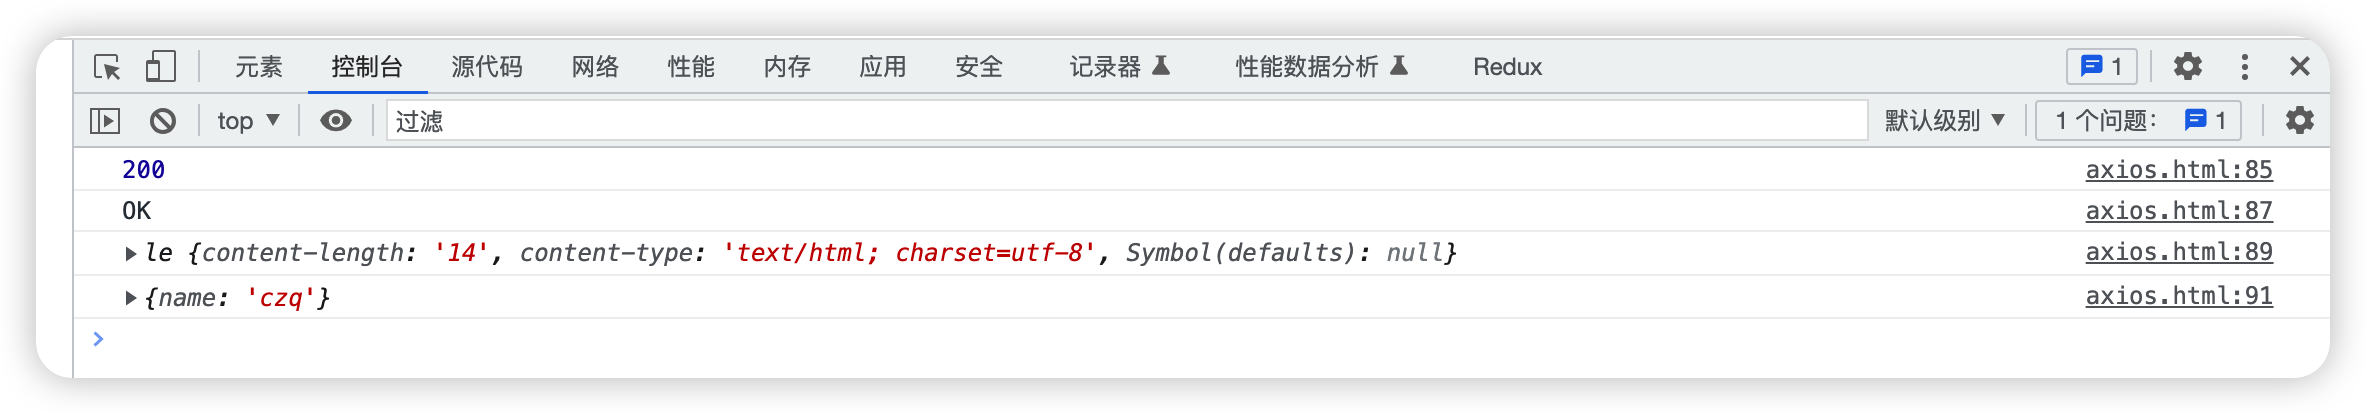 元素 控制台 源代码 网络 性能 内存 应用 安全 记录器 性能数据分析 Redux 1
top 过滤 默认级别 1 个问题: 1
200 axios.html:85
OK axios.html:87
le {content-length: '14', content-type: 'text/html; charset=utf-8', Symbol(defaults): null} axios.html:89
{name: 'czq'} axios.html:91